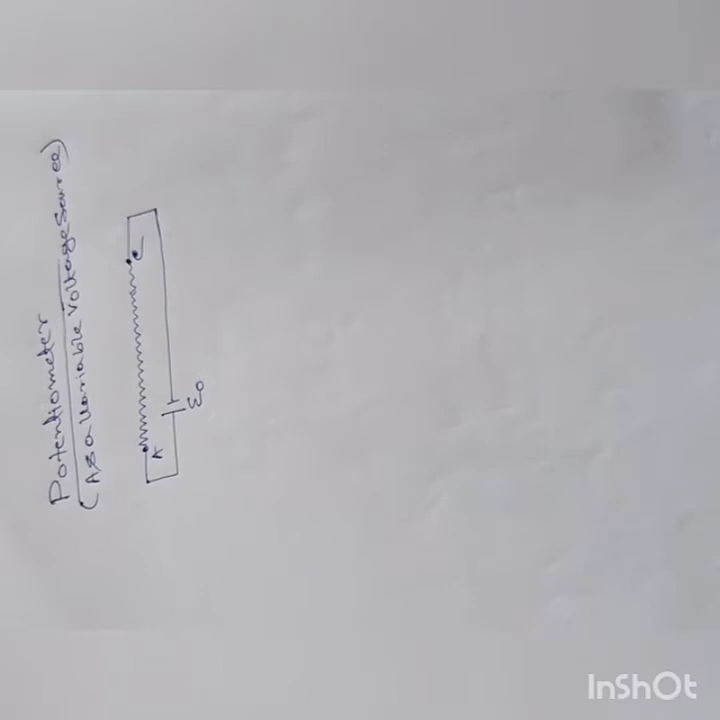 Potentiometer
(As a Variable Voltage Source)
A
C
ε₀
InShOt